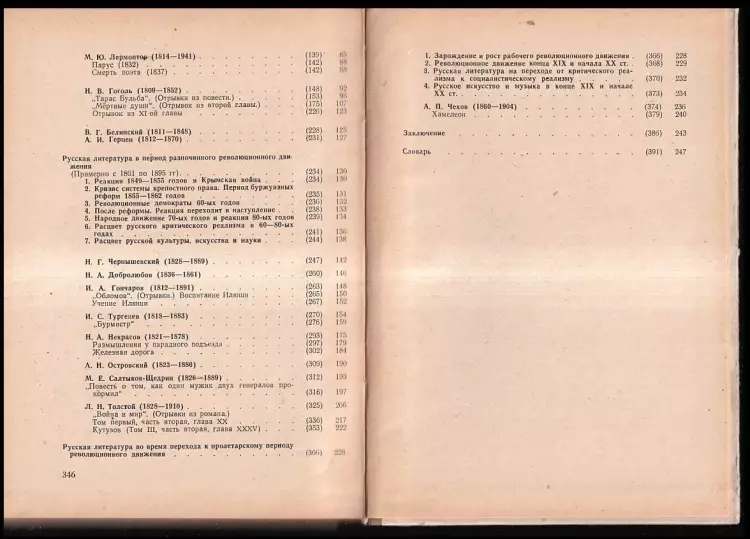 М. Ю. Лермонтов (1814—1941) . . . (139) 85
Парус (1832) . . . (142) 88
Смерть поэта (1837) . . . (142) 88
Н. В. Гоголь (1809—1852) . . . (148) 92
„Тарас Бульба“. (Отрывки из повести.) . . . (153) 96
„Мёртвые души“. (Отрывок из второй главы.) . . . (175) 107
Отрывок из XI-ой главы . . . (226) 123
В. Г. Белинский (1811—1848) . . . (228) 125
А. И. Герцен (1812—1870) . . . (231) 127
Русская литература в период разночинного революционного дви-
жения
(Примерно с 1861 по 1895 гг). . . . (234) 130
1. Реакция 1849—1855 годов и Крымская война . . . (234) 130
2. Кризис системы крепостного права. Период буржуазных
реформ 1855—1862 годов . . . (235) 131
3. Революционные демократы 60-ых годов . . . (236) 132
4. После реформы. Реакция переходит в наступление . . . (238) 133
5. Народное движение 70-ых годов и реакция 80-ых годов (239) 134
6. Расцвет русского критического реализма в 60—80-ых
годах . . . (241) 136
7. Расцвет русской культуры, искусства и науки . . . (244) 138
Н. Г. Чернышевский (1828—1889) . . . (247) 142
Н. А. Добролюбов (1836—1861) . . . (260) 146
И. А. Гончаров (1812—1891) . . . (263) 148
„Обломов“. (Отрывки.) Воспитание Илюши . . . (265) 150
Учение Илюши . . . (267) 152
И. С. Тургенев (1818—1883) . . . (270) 154
„Бурмистр“ . . . (276) 159
Н. А. Некрасов (1821—1878) . . . (293) 175
Размышления у парадного подъезда . . . (297) 179
Железная дорога . . . (302) 184
А. Н. Островский (1823—1886) . . . (309) 190
М. Е. Салтыков-Щедрин (1826—1889) . . . (312) 193
„Повесть о том, как один мужик двух генералов про-
кормил“ . . . (316) 197
Л. Н. Толстой (1828—1910) . . . (325) 206
„Война и мир“. (Отрывки из романа.)
Том первый, часть вторая, глава XX . . . (336) 217
Кутузов (Том III, часть вторая, глава XXXV) . . . (353) 222
Русская литература во время перехода к пролетарскому периоду
революционного движения . . . (366) 228
346
1. Зарождение и рост рабочего революционного движения . (366) 228
2. Революционное движение конца XIX и начала XX ст. . (368) 229
3. Русская литература на переходе от критического реа-
лизма к социалистическому реализму . . . (370) 232
4. Русское искусство и музыка в конце XIX и начале
XX ст. . . . (373) 234
А. П. Чехов (1860—1904) . . . (374) 236
Хамелеон . . . (379) 240
Заключение . . . (386) 243
Словарь . . . (391) 247